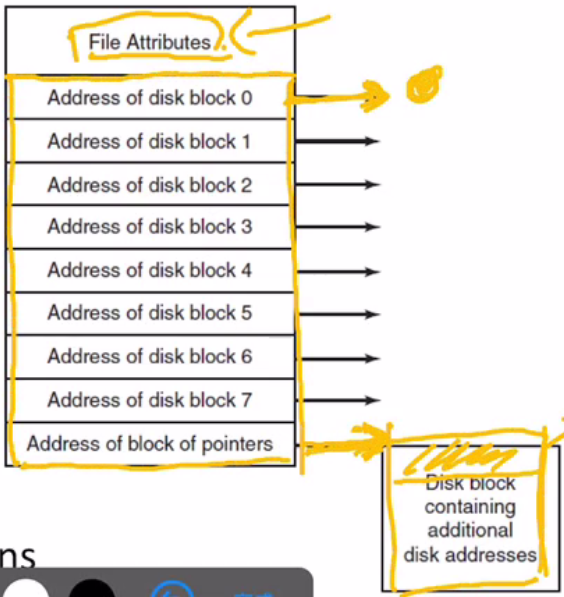 File Attributes
Address of disk block 0
Address of disk block 1
Address of disk block 2
Address of disk block 3
Address of disk block 4
Address of disk block 5
Address of disk block 6
Address of disk block 7
Address of block of pointers
Disk block
containing
additional
disk addresses
ns